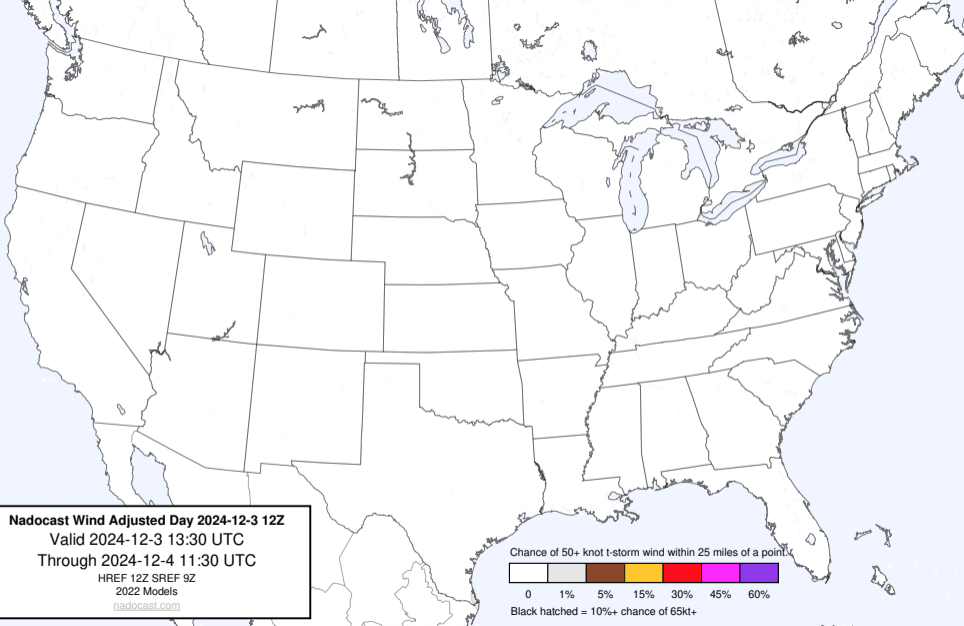 Nadocast Wind Adjusted Day 2024-12-3 12Z
Valid 2024-12-3 13:30 UTC
Through 2024-12-4 11:30 UTC
HREF 12Z SREF 9Z
2022 Models
nadocast.com
Chance of 50+ knot t-storm wind within 25 miles of a point.
0 1% 5% 15% 30% 45% 60%
Black hatched = 10%+ chance of 65kt+